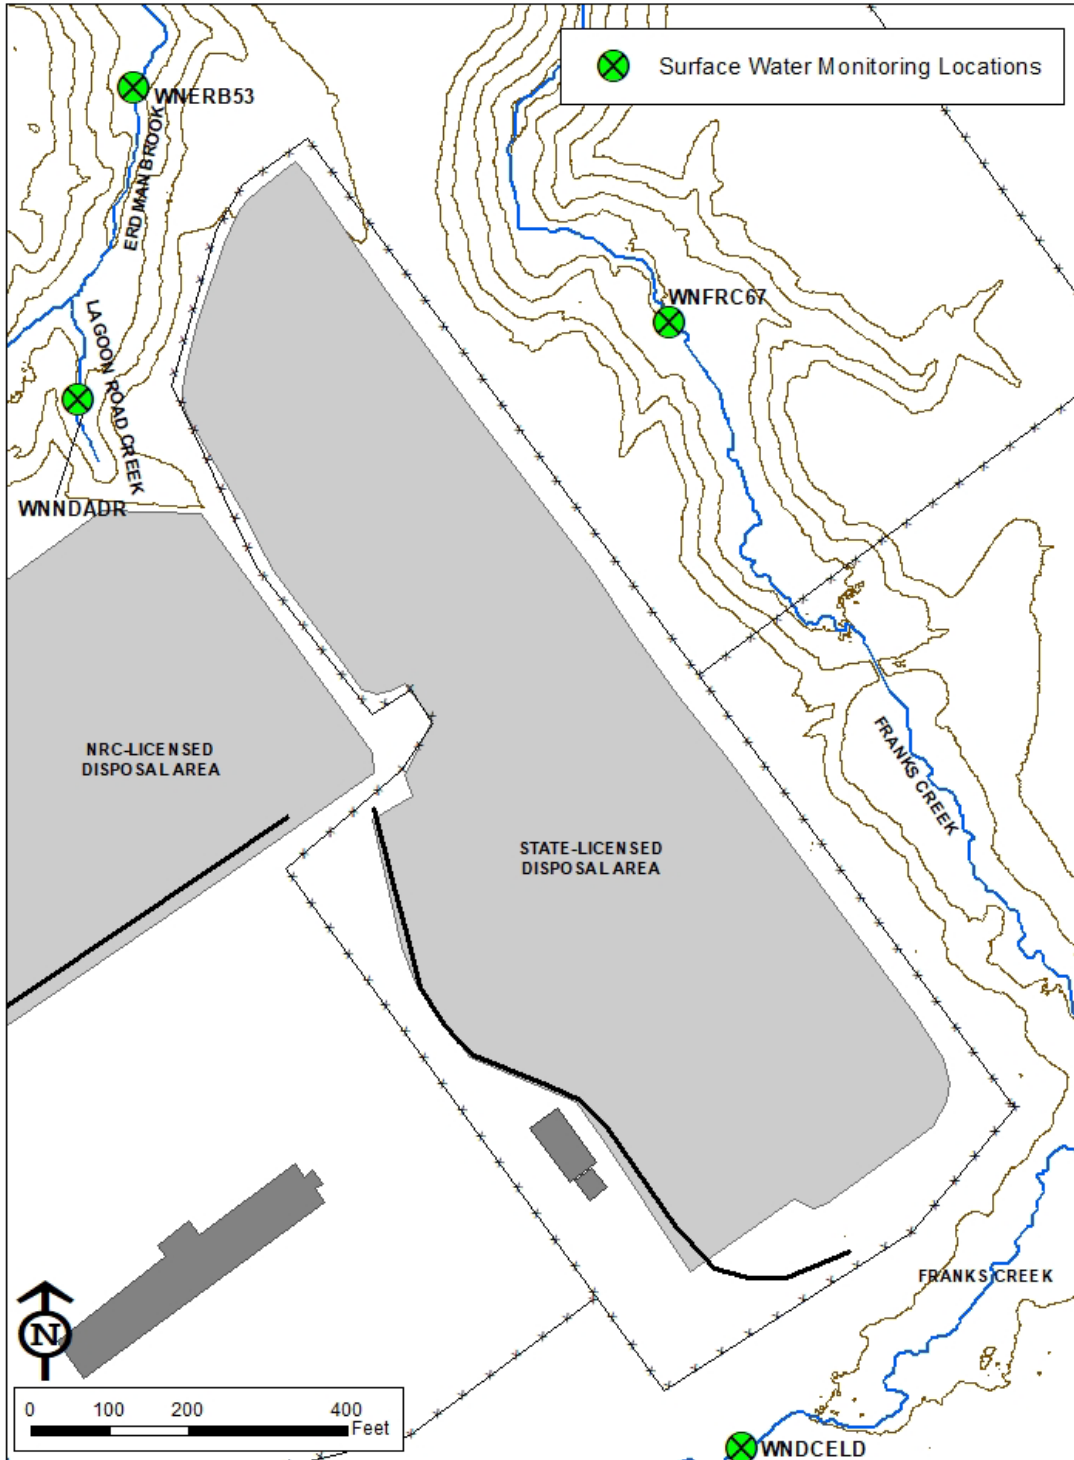 Surface Water Monitoring Locations
WNERB53
ERDMAN BROOK
WNFRC67
LAGOON ROAD CREEK
WNNDADR
NRC-LICENSED
DISPOSAL AREA
FRANKS CREEK
STATE-LICENSED
DISPOSAL AREA
FRANKS CREEK
N
0 100 200 400
Feet
WNDCELD